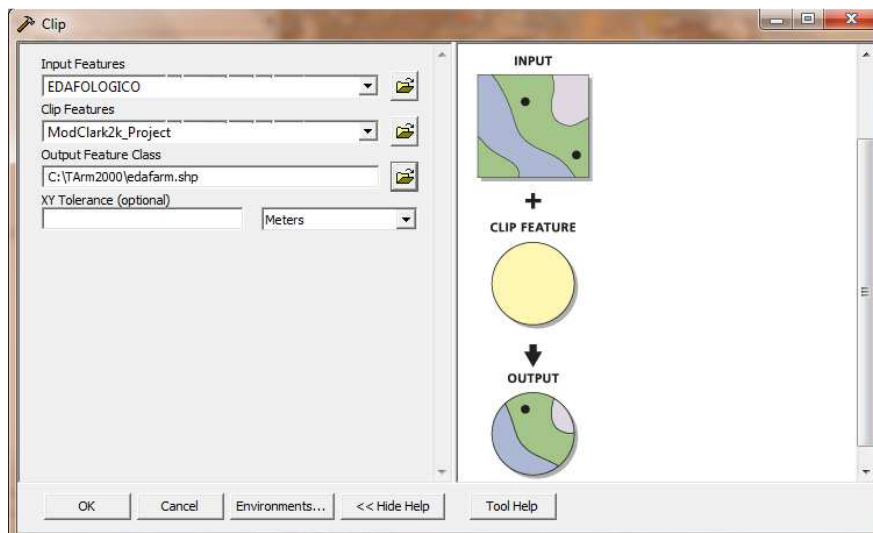 Clip
Input Features
EDAFOLOGICO
Clip Features
ModClark2k_Project
Output Feature Class
C:\TArm2000\edafarm.shp
XY Tolerance (optional)
Meters
INPUT
CLIP FEATURE
OUTPUT
OK
Cancel
Environments...
<< Hide Help
Tool Help